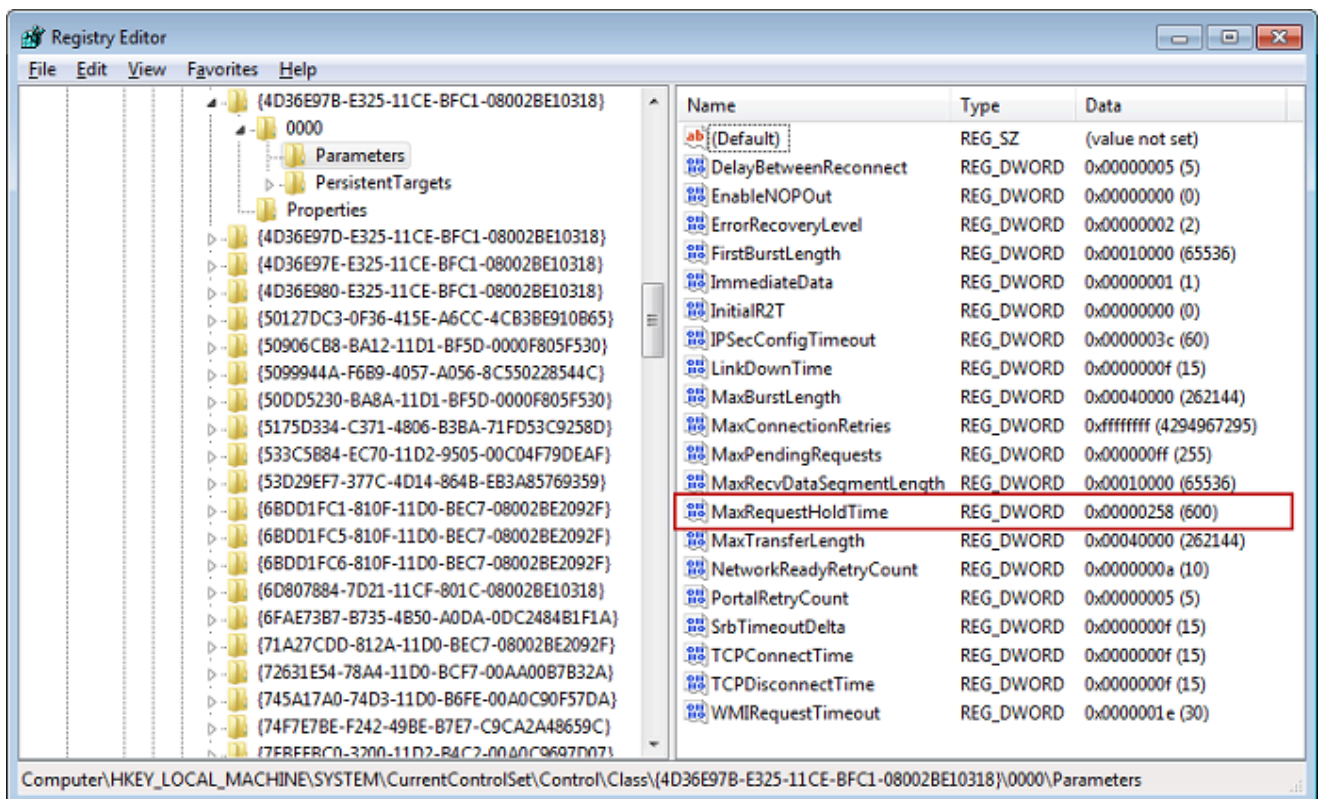 Registry Editor
File Edit View Favorites Help
{4D36E97B-E325-11CE-BFC1-08002BE10318}
0000
Parameters
PersistentTargets
Properties
{4D36E97D-E325-11CE-BFC1-08002BE10318}
{4D36E97E-E325-11CE-BFC1-08002BE10318}
{4D36E980-E325-11CE-BFC1-08002BE10318}
{50127DC3-0F36-415E-A6CC-4CB3BE910B65}
{50906CB8-BA12-11D1-BF5D-0000F805F530}
{5099944A-F6B9-4057-A056-8C550228544C}
{50DD5230-BA8A-11D1-BF5D-0000F805F530}
{5175D334-C371-4806-B3BA-71FD53C9258D}
{533C5B84-EC70-11D2-9505-00C04F79DEAF}
{53D29EF7-377C-4D14-864B-EB3A85769359}
{6BDD1FC1-810F-11D0-BEC7-08002BE2092F}
{6BDD1FC5-810F-11D0-BEC7-08002BE2092F}
{6BDD1FC6-810F-11D0-BEC7-08002BE2092F}
{6D807884-7D21-11CF-801C-08002BE10318}
{6FAE73B7-B735-4B50-A0DA-0DC2484B1F1A}
{71A27CDD-812A-11D0-BEC7-08002BE2092F}
{72631E54-78A4-11D0-BCF7-00AA00B7B32A}
{745A17A0-74D3-11D0-B6FE-00A0C90F57DA}
{74F7E7BE-F242-49BE-B7E7-C9CA2A48659C}
{7EBEFBC0-3200-11D2-B4C2-00A0C9697D07}
Name Type Data
(Default) REG_SZ (value not set)
DelayBetweenReconnect REG_DWORD 0x00000005 (5)
EnableNOPOut REG_DWORD 0x00000000 (0)
ErrorRecoveryLevel REG_DWORD 0x00000002 (2)
FirstBurstLength REG_DWORD 0x00010000 (65536)
ImmediateData REG_DWORD 0x00000001 (1)
InitialR2T REG_DWORD 0x00000000 (0)
IPSecConfigTimeout REG_DWORD 0x0000003c (60)
LinkDownTime REG_DWORD 0x0000000f (15)
MaxBurstLength REG_DWORD 0x00040000 (262144)
MaxConnectionRetries REG_DWORD 0xffffffff (4294967295)
MaxPendingRequests REG_DWORD 0x000000ff (255)
MaxRecvDataSegmentLength REG_DWORD 0x00010000 (65536)
MaxRequestHoldTime REG_DWORD 0x00000258 (600)
MaxTransferLength REG_DWORD 0x00040000 (262144)
NetworkReadyRetryCount REG_DWORD 0x0000000a (10)
PortalRetryCount REG_DWORD 0x00000005 (5)
SrbTimeoutDelta REG_DWORD 0x0000000f (15)
TCPConnectTime REG_DWORD 0x0000000f (15)
TCPDisconnectTime REG_DWORD 0x0000000f (15)
WMIRequestTimeout REG_DWORD 0x0000001e (30)
Computer\HKEY_LOCAL_MACHINE\SYSTEM\CurrentControlSet\Control\Class\{4D36E97B-E325-11CE-BFC1-08002BE10318}\0000\Parameters